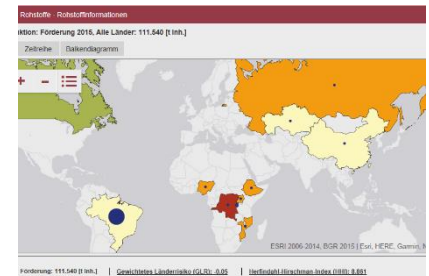 Rohstoffe - Rohstoffinformationen
ktion: Förderung 2015, Alle Länder: 111.540 [t Inh.]
Zeitreihe Balkendiagramm
+ -
ESRI 2006-2014, BGR 2015 | Esri, HERE, Garmin, N
Förderung: 111.540 [t Inh.] | Gewichtetes Länderrisiko (GLR): -0,05 | Herfindahl-Hirschman-Index (HHI): 8.881